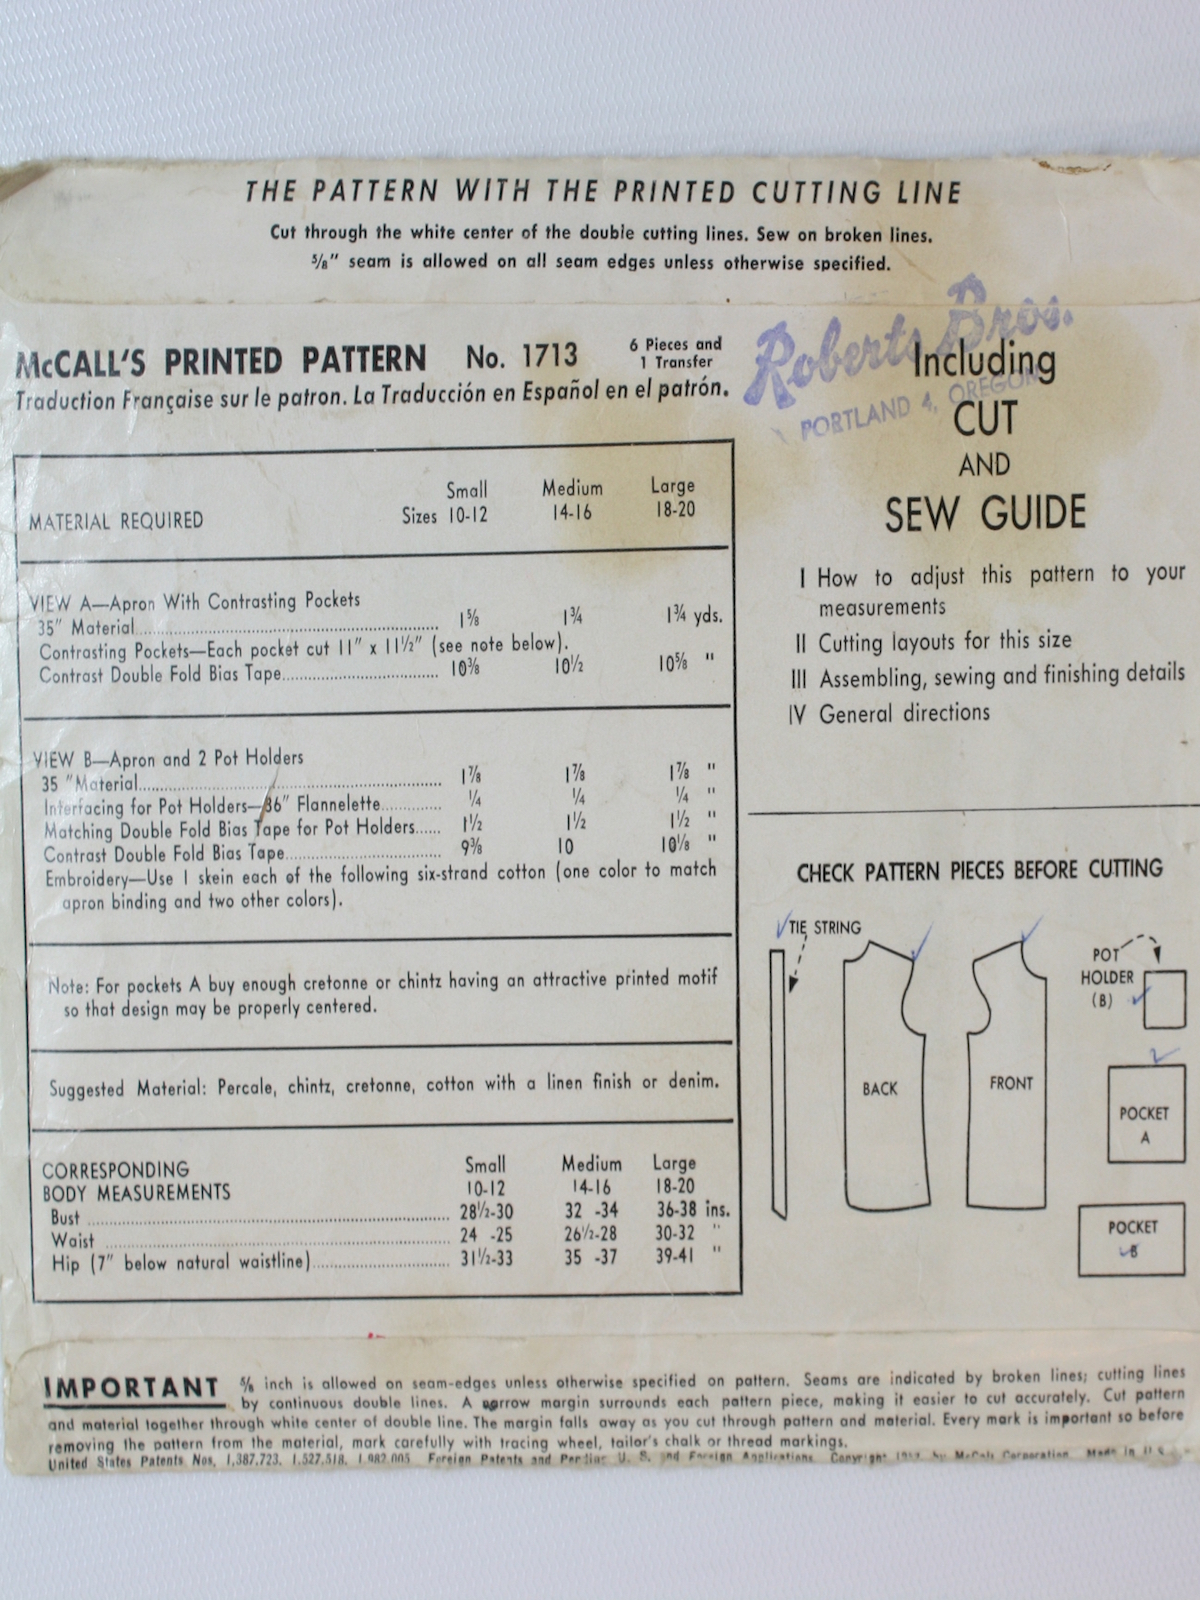 THE PATTERN WITH THE PRINTED CUTTING LINE
Cut through the white center of the double cutting lines. Sew on broken lines.
5/8" seam is allowed on all seam edges unless otherwise specified.
McCALL'S PRINTED PATTERN No. 1713 6 Pieces and
1 Transfer
Traduction Française sur le patron. La Traducción en Español en el patrón.
Roberts Bros.
PORTLAND 4, OREGON
Including
CUT
AND
SEW GUIDE
I How to adjust this pattern to your
measurements
II Cutting layouts for this size
III Assembling, sewing and finishing details
IV General directions
Small Medium Large
MATERIAL REQUIRED Sizes 10-12 14-16 18-20
VIEW A—Apron With Contrasting Pockets
35" Material 1⅝ 1¾ 1¾ yds.
Contrasting Pockets—Each pocket cut 11" x 11½" (see note below).
Contrast Double Fold Bias Tape 10⅜ 10½ 10⅝ "
VIEW B—Apron and 2 Pot Holders
35 "Material 1⅞ 1⅞ 1⅞ "
Interfacing for Pot Holders—36" Flannelette ¼ ¼ ¼ "
Matching Double Fold Bias Tape for Pot Holders 1½ 1½ 1½ "
Contrast Double Fold Bias Tape 9⅜ 10 10⅛ "
Embroidery—Use 1 skein each of the following six-strand cotton (one color to match
apron binding and two other colors).
Note: For pockets A buy enough cretonne or chintz having an attractive printed motif
so that design may be properly centered.
Suggested Material: Percale, chintz, cretonne, cotton with a linen finish or denim.
CORRESPONDING Small Medium Large
BODY MEASUREMENTS 10-12 14-16 18-20
Bust 28½-30 32 -34 36-38 ins.
Waist 24 -25 26½-28 30-32 "
Hip (7" below natural waistline) 31½-33 35 -37 39-41 "
CHECK PATTERN PIECES BEFORE CUTTING
TIE STRING
BACK
FRONT
POT
HOLDER
(B)
POCKET
A
POCKET
B
IMPORTANT 5/8 inch is allowed on seam-edges unless otherwise specified on pattern. Seams are indicated by broken lines; cutting lines
by continuous double lines. A narrow margin surrounds each pattern piece, making it easier to cut accurately. Cut pattern
and material together through white center of double line. The margin falls away as you cut through pattern and material. Every mark is important so before
removing the pattern from the material, mark carefully with tracing wheel, tailor's chalk or thread markings.
United States Patents Nos. 1,387,723, 1,527,518, 1,982,005 Foreign Patents and Pending U. S. and Foreign Applications Copyright by McCall Corporation Made in U.S.